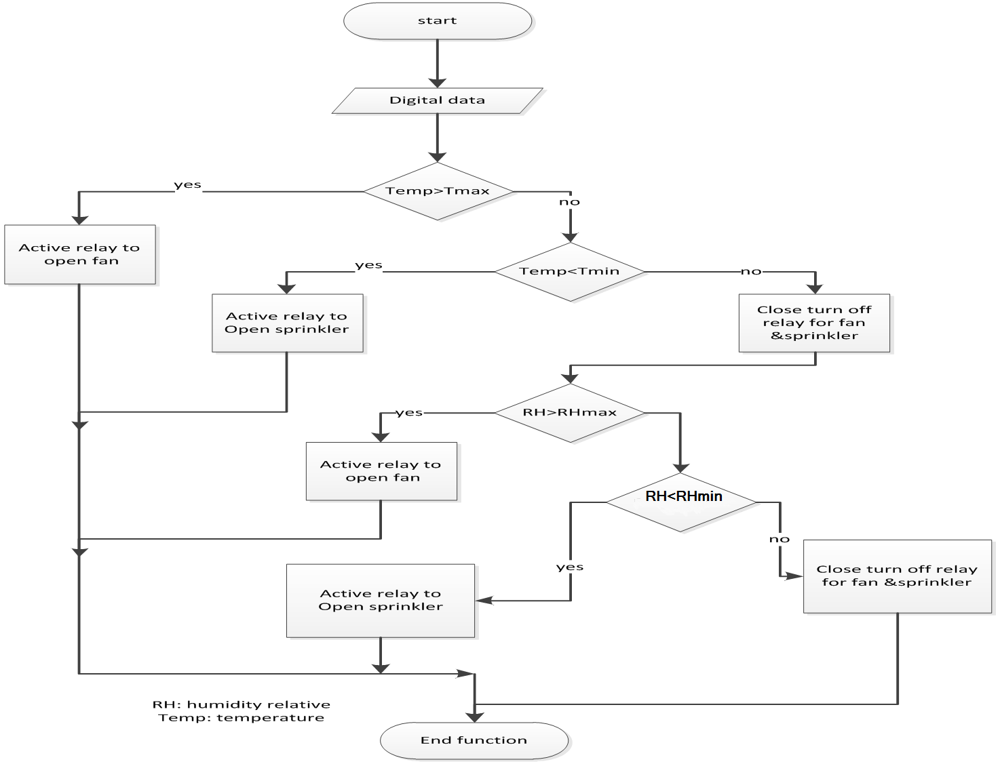 start
Digital data
Temp>Tmax
yes
no
Active relay to
open fan
Temp<Tmin
yes
no
Active relay to
Open sprinkler
Close turn off
relay for fan
&sprinkler
RH>RHmax
yes
Active relay to
open fan
RH<RHmin
yes
no
Close turn off relay
for fan &sprinkler
Active relay to
Open sprinkler
RH: humidity relative
Temp: temperature
End function